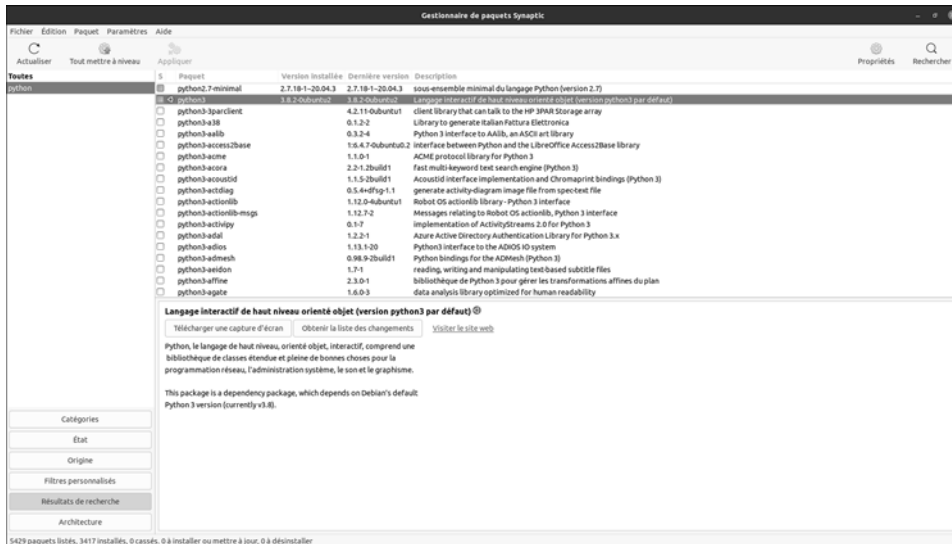 Gestionnaire de paquets Synaptic
Fichier Édition Paquet Paramètres Aide
Actualiser Tout mettre à niveau Appliquer Propriétés Rechercher
Toutes
python
S Paquet Version installée Dernière version Description
python2.7-minimal 2.7.18-1~20.04.3 2.7.18-1~20.04.3 sous-ensemble minimal du langage Python (version 2.7)
python3 3.8.2-0ubuntu2 3.8.2-0ubuntu2 Langage interactif de haut niveau orienté objet (version python3 par défaut)
python3-3parclient 4.2.11-0ubuntu1 client library that can talk to the HP 3PAR Storage array
python3-a38 0.1.2-2 Library to generate Italian Fattura Elettronica
python3-aalib 0.3.2-4 Python 3 interface to AAlib, an ASCII art library
python3-access2base 1:6.4.7-0ubuntu0.2 interface between Python and the LibreOffice Access2Base library
python3-acme 1.1.0-1 ACME protocol library for Python 3
python3-acora 2.2-1.2build1 fast multi-keyword text search engine (Python 3)
python3-acoustid 1.1.5-2build1 Acoustid interface implementation and Chromaprint bindings (Python 3)
python3-actdiag 0.5.4+dfsg-1.1 generate activity-diagram image file from spec-text file
python3-actionlib 1.12.0-4ubuntu1 Robot OS actionlib library - Python 3 interface
python3-actionlib-msgs 1.12.7-2 Messages relating to Robot OS actionlib, Python 3 interface
python3-activipy 0.1-7 implementation of ActivityStreams 2.0 for Python 3
python3-adal 1.2.2-1 Azure Active Directory Authentication Library for Python 3.x
python3-adios 1.13.1-20 Python3 interface to the ADIOS IO system
python3-admesh 0.98.9-2build1 Python bindings for the ADMesh (Python 3)
python3-aeidon 1.7-1 reading, writing and manipulating text-based subtitle files
python3-affine 2.3.0-1 bibliothèque de Python 3 pour gérer les transformations affines du plan
python3-agate 1.6.0-3 data analysis library optimized for human readability
Langage interactif de haut niveau orienté objet (version python3 par défaut)
Télécharger une capture d'écran Obtenir la liste des changements Visiter le site web
Python, le langage de haut niveau, orienté objet, interactif, comprend une
bibliothèque de classes étendue et pleine de bonnes choses pour la
programmation réseau, l'administration système, le son et le graphisme.
This package is a dependency package, which depends on Debian's default
Python 3 version (currently v3.8).
Catégories
État
Origine
Filtres personnalisés
Résultats de recherche
Architecture
5429 paquets listés, 3417 installés, 0 cassés. 0 à installer ou mettre à jour, 0 à désinstaller